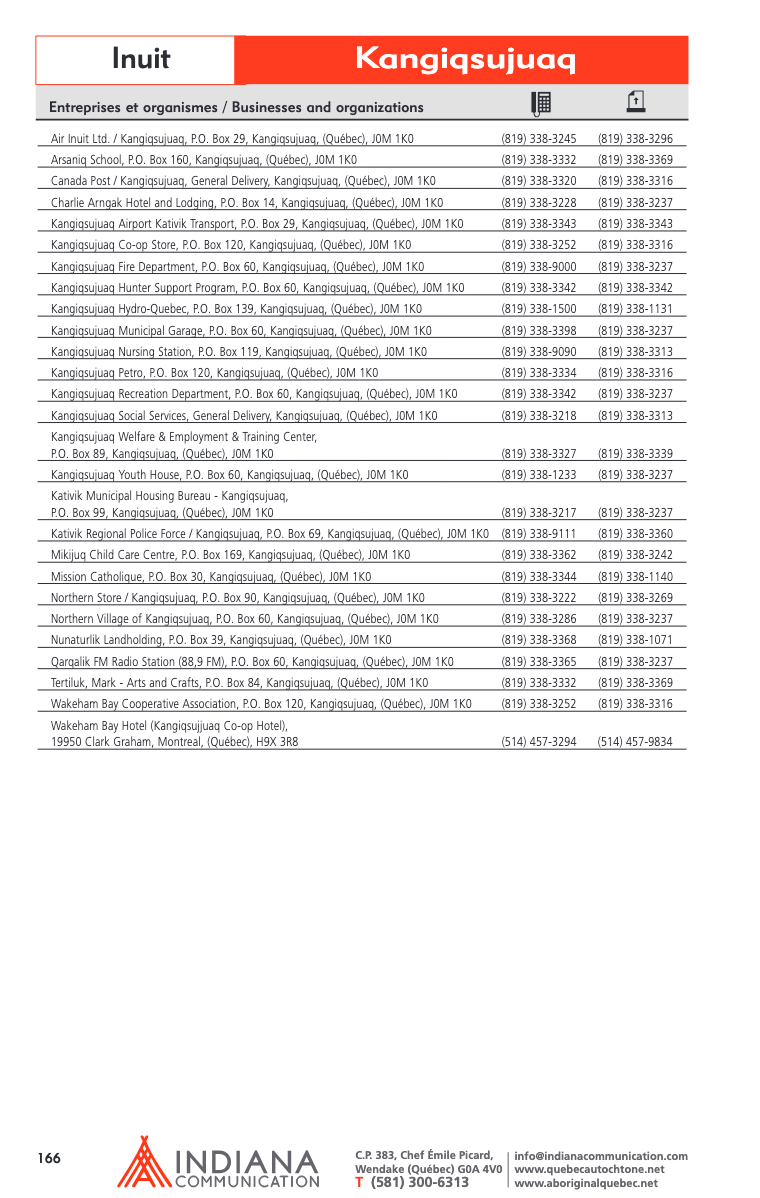 Inuit
Kangiqsujuaq
Entreprises et organismes / Businesses and organizations
Air Inuit Ltd. / Kangiqsujuaq, P.O. Box 29, Kangiqsujuaq, (Québec), J0M 1K0 (819) 338-3245 (819) 338-3296
Arsaniq School, P.O. Box 160, Kangiqsujuaq, (Québec), J0M 1K0 (819) 338-3332 (819) 338-3369
Canada Post / Kangiqsujuaq, General Delivery, Kangiqsujuaq, (Québec), J0M 1K0 (819) 338-3320 (819) 338-3316
Charlie Arngak Hotel and Lodging, P.O. Box 14, Kangiqsujuaq, (Québec), J0M 1K0 (819) 338-3228 (819) 338-3237
Kangiqsujuaq Airport Kativik Transport, P.O. Box 29, Kangiqsujuaq, (Québec), J0M 1K0 (819) 338-3343 (819) 338-3343
Kangiqsujuaq Co-op Store, P.O. Box 120, Kangiqsujuaq, (Québec), J0M 1K0 (819) 338-3252 (819) 338-3316
Kangiqsujuaq Fire Department, P.O. Box 60, Kangiqsujuaq, (Québec), J0M 1K0 (819) 338-9000 (819) 338-3237
Kangiqsujuaq Hunter Support Program, P.O. Box 60, Kangiqsujuaq, (Québec), J0M 1K0 (819) 338-3342 (819) 338-3342
Kangiqsujuaq Hydro-Quebec, P.O. Box 139, Kangiqsujuaq, (Québec), J0M 1K0 (819) 338-1500 (819) 338-1131
Kangiqsujuaq Municipal Garage, P.O. Box 60, Kangiqsujuaq, (Québec), J0M 1K0 (819) 338-3398 (819) 338-3237
Kangiqsujuaq Nursing Station, P.O. Box 119, Kangiqsujuaq, (Québec), J0M 1K0 (819) 338-9090 (819) 338-3313
Kangiqsujuaq Petro, P.O. Box 120, Kangiqsujuaq, (Québec), J0M 1K0 (819) 338-3334 (819) 338-3316
Kangiqsujuaq Recreation Department, P.O. Box 60, Kangiqsujuaq, (Québec), J0M 1K0 (819) 338-3342 (819) 338-3237
Kangiqsujuaq Social Services, General Delivery, Kangiqsujuaq, (Québec), J0M 1K0 (819) 338-3218 (819) 338-3313
Kangiqsujuaq Welfare & Employment & Training Center,
P.O. Box 89, Kangiqsujuaq, (Québec), J0M 1K0 (819) 338-3327 (819) 338-3339
Kangiqsujuaq Youth House, P.O. Box 60, Kangiqsujuaq, (Québec), J0M 1K0 (819) 338-1233 (819) 338-3237
Kativik Municipal Housing Bureau - Kangiqsujuaq,
P.O. Box 99, Kangiqsujuaq, (Québec), J0M 1K0 (819) 338-3217 (819) 338-3237
Kativik Regional Police Force / Kangiqsujuaq, P.O. Box 69, Kangiqsujuaq, (Québec), J0M 1K0 (819) 338-9111 (819) 338-3360
Mikijuq Child Care Centre, P.O. Box 169, Kangiqsujuaq, (Québec), J0M 1K0 (819) 338-3362 (819) 338-3242
Mission Catholique, P.O. Box 30, Kangiqsujuaq, (Québec), J0M 1K0 (819) 338-3344 (819) 338-1140
Northern Store / Kangiqsujuaq, P.O. Box 90, Kangiqsujuaq, (Québec), J0M 1K0 (819) 338-3222 (819) 338-3269
Northern Village of Kangiqsujuaq, P.O. Box 60, Kangiqsujuaq, (Québec), J0M 1K0 (819) 338-3286 (819) 338-3237
Nunaturlik Landholding, P.O. Box 39, Kangiqsujuaq, (Québec), J0M 1K0 (819) 338-3368 (819) 338-1071
Qarqalik FM Radio Station (88,9 FM), P.O. Box 60, Kangiqsujuaq, (Québec), J0M 1K0 (819) 338-3365 (819) 338-3237
Tertiluk, Mark - Arts and Crafts, P.O. Box 84, Kangiqsujuaq, (Québec), J0M 1K0 (819) 338-3332 (819) 338-3369
Wakeham Bay Cooperative Association, P.O. Box 120, Kangiqsujuaq, (Québec), J0M 1K0 (819) 338-3252 (819) 338-3316
Wakeham Bay Hotel (Kangiqsujjuaq Co-op Hotel),
19950 Clark Graham, Montreal, (Québec), H9X 3R8 (514) 457-3294 (514) 457-9834
166
INDIANA
COMMUNICATION
C.P. 383, Chef Émile Picard,
Wendake (Québec) G0A 4V0
T (581) 300-6313
info@indianacommunication.com
www.quebecautochtone.net
www.aboriginalquebec.net